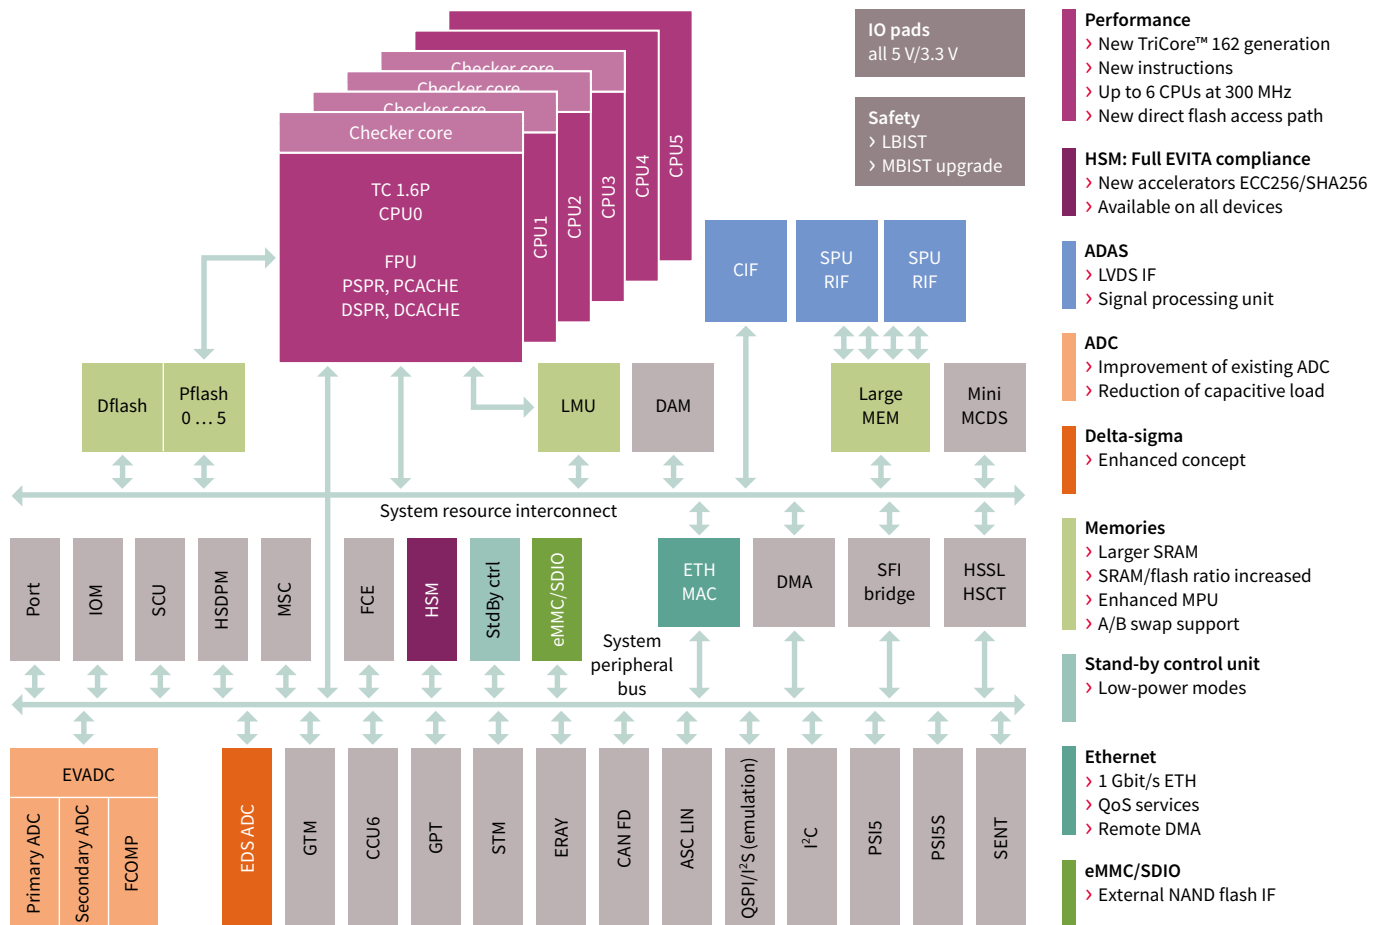 Checker core
Checker core
Checker core
Checker core
TC 1.6P
CPU0
FPU
PSPR, PCACHE
DSPR, DCACHE
CPU1
CPU2
CPU3
CPU4
CPU5
IO pads
all 5 V/3.3 V
Safety
› LBIST
› MBIST upgrade
CIF
SPU
RIF
SPU
RIF
Dflash
Pflash
0 … 5
LMU
DAM
Large
MEM
Mini
MCDS
System resource interconnect
Port
IOM
SCU
HSDPM
MSC
FCE
HSM
StdBy ctrl
eMMC/SDIO
ETH
MAC
DMA
SFI
bridge
HSSL
HSCT
System
peripheral
bus
EVADC
Primary ADC
Secondary ADC
FCOMP
EDS ADC
GTM
CCU6
GPT
STM
ERAY
CAN FD
ASC LIN
QSPI/I²S (emulation)
I²C
PSI5
PSI5S
SENT
Performance
› New TriCore™ 162 generation
› New instructions
› Up to 6 CPUs at 300 MHz
› New direct flash access path
HSM: Full EVITA compliance
› New accelerators ECC256/SHA256
› Available on all devices
ADAS
› LVDS IF
› Signal processing unit
ADC
› Improvement of existing ADC
› Reduction of capacitive load
Delta-sigma
› Enhanced concept
Memories
› Larger SRAM
› SRAM/flash ratio increased
› Enhanced MPU
› A/B swap support
Stand-by control unit
› Low-power modes
Ethernet
› 1 Gbit/s ETH
› QoS services
› Remote DMA
eMMC/SDIO
› External NAND flash IF